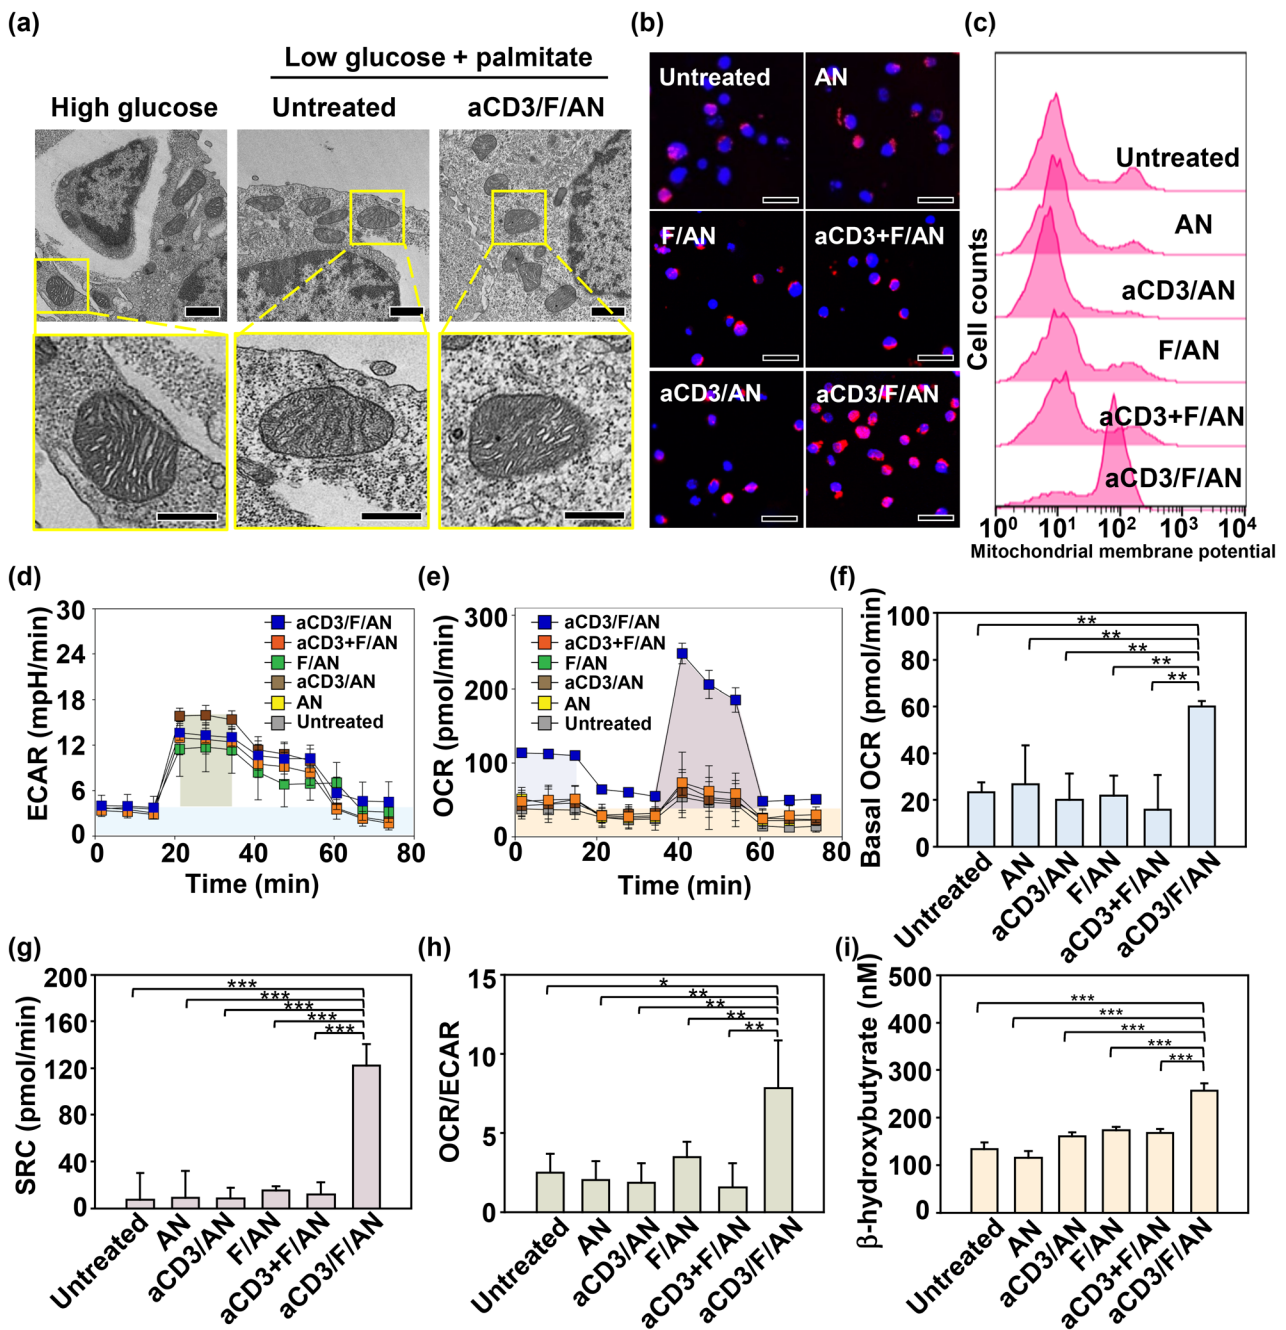 (a)
Low glucose + palmitate
High glucose
Untreated
aCD3/F/AN
(b)
Untreated
AN
F/AN
aCD3+F/AN
aCD3/AN
aCD3/F/AN
(c)
Cell counts
Untreated
AN
aCD3/AN
F/AN
aCD3+F/AN
aCD3/F/AN
10⁰ 10¹ 10² 10³ 10⁴
Mitochondrial membrane potential
(d)
ECAR (mpH/min)
30
24
18
12
6
0
aCD3/F/AN
aCD3+F/AN
F/AN
aCD3/AN
AN
Untreated
0 20 40 60 80
Time (min)
(e)
OCR (pmol/min)
300
200
100
0
aCD3/F/AN
aCD3+F/AN
F/AN
aCD3/AN
AN
Untreated
0 20 40 60 80
Time (min)
(f)
Basal OCR (pmol/min)
100
80
60
40
20
0
**
**
**
**
**
Untreated
AN
aCD3/AN
F/AN
aCD3+F/AN
aCD3/F/AN
(g)
SRC (pmol/min)
200
160
120
80
40
0
***
***
***
***
***
Untreated
AN
aCD3/AN
F/AN
aCD3+F/AN
aCD3/F/AN
(h)
OCR/ECAR
15
10
5
0
*
**
**
**
**
Untreated
AN
aCD3/AN
F/AN
aCD3+F/AN
aCD3/F/AN
(i)
β-hydroxybutyrate (nM)
500
400
300
200
100
0
***
***
***
***
***
Untreated
AN
aCD3/AN
F/AN
aCD3+F/AN
aCD3/F/AN